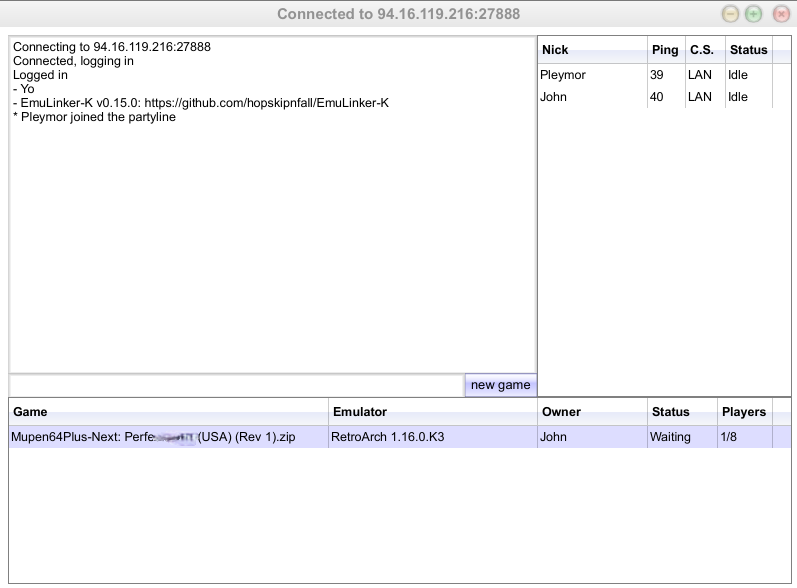 Connected to 94.16.119.216:27888
Connecting to 94.16.119.216:27888
Connected, logging in
Logged in
- Yo
- EmuLinker-K v0.15.0: https://github.com/hopskipnfall/EmuLinker-K
* Pleymor joined the partyline
Nick Ping C.S. Status
Pleymor 39 LAN Idle
John 40 LAN Idle
new game
Game Emulator Owner Status Players
Mupen64Plus-Next: (USA) (Rev 1).zip RetroArch 1.16.0.K3 John Waiting 1/8